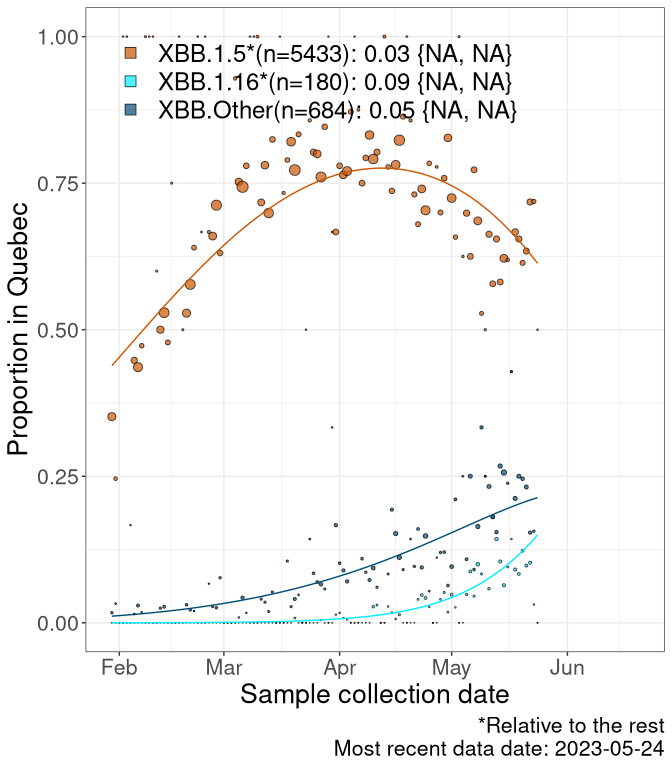 1.00
XBB.1.5*(n=5433): 0.03 {NA, NA}
XBB.1.16*(n=180): 0.09 {NA, NA}
XBB.Other(n=684): 0.05 {NA, NA}
0.75
0.50
0.25
0.00
Proportion in Quebec
Feb Mar Apr May Jun
Sample collection date
*Relative to the rest
Most recent data date: 2023-05-24